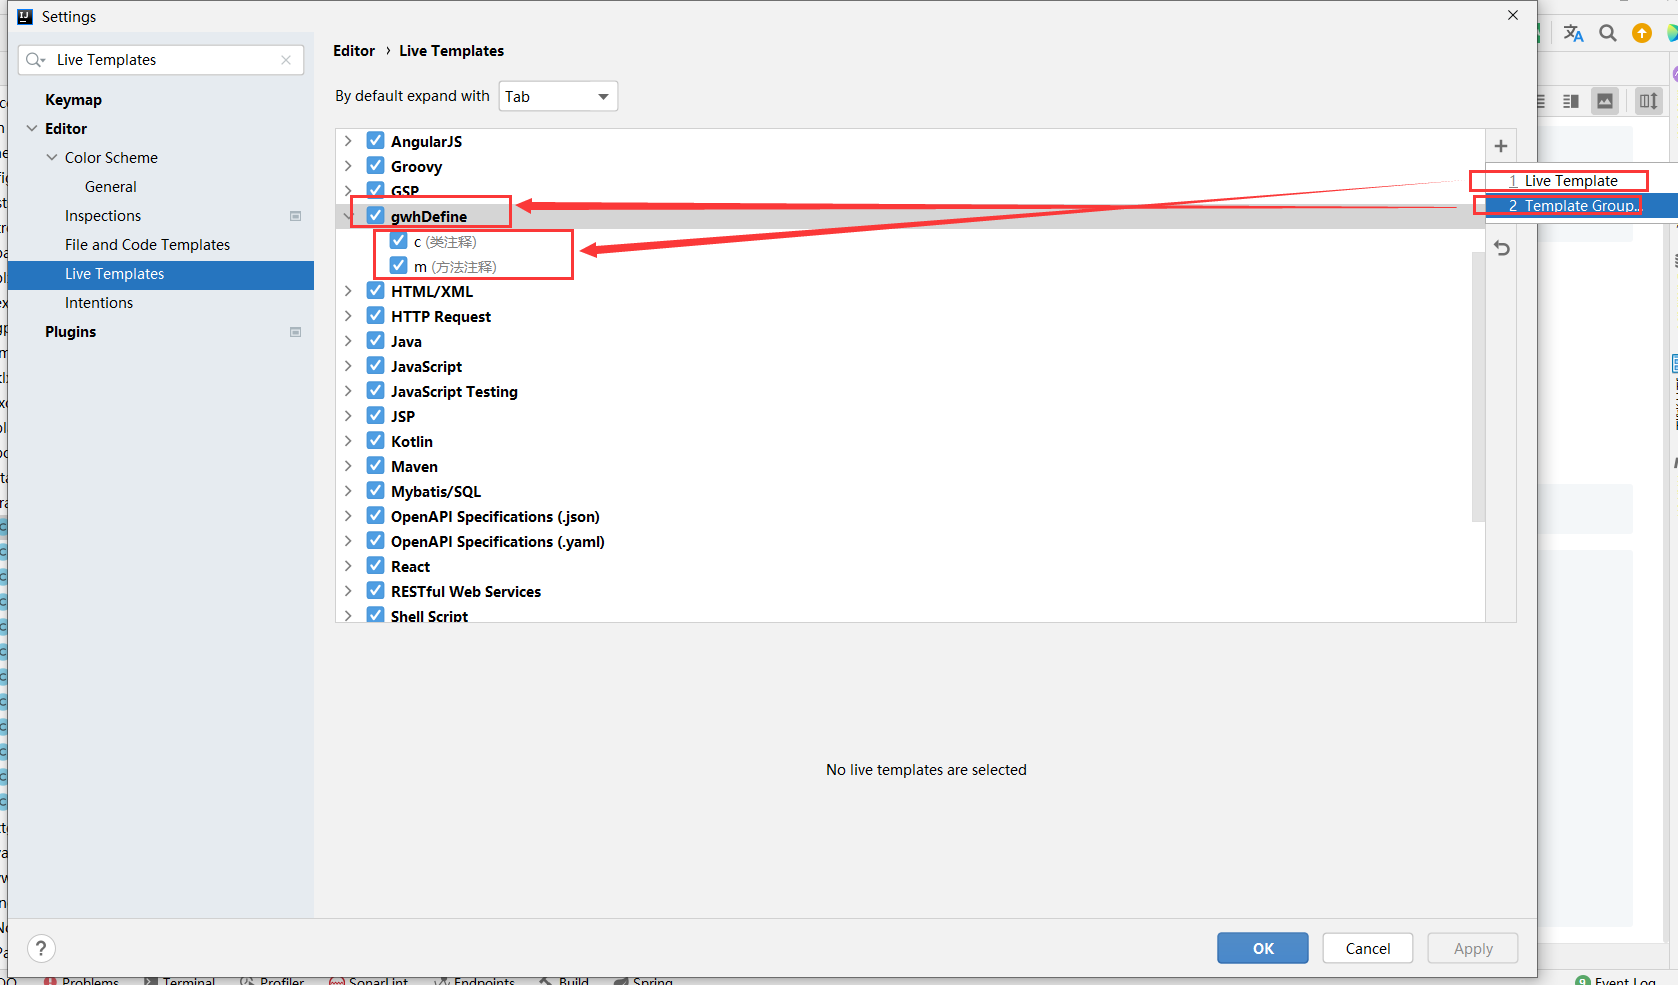 Settings
Live Templates
Keymap
Editor
Color Scheme
General
Inspections
File and Code Templates
Live Templates
Intentions
Plugins
Editor › Live Templates
By default expand with Tab
AngularJS
Groovy
GSP
gwhDefine
c (类注释)
m (方法注释)
HTML/XML
HTTP Request
Java
JavaScript
JavaScript Testing
JSP
Kotlin
Maven
Mybatis/SQL
OpenAPI Specifications (.json)
OpenAPI Specifications (.yaml)
React
RESTful Web Services
Shell Script
1 Live Template
2 Template Group...
No live templates are selected
?
OK
Cancel
Apply
Problems
Terminal
Profiler
SonarLint
Endpoints
Build
Spring
9 Event Log